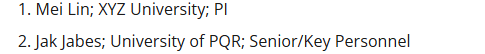 1. Mei Lin; XYZ University; PI
2. Jak Jabes; University of PQR; Senior/Key Personnel